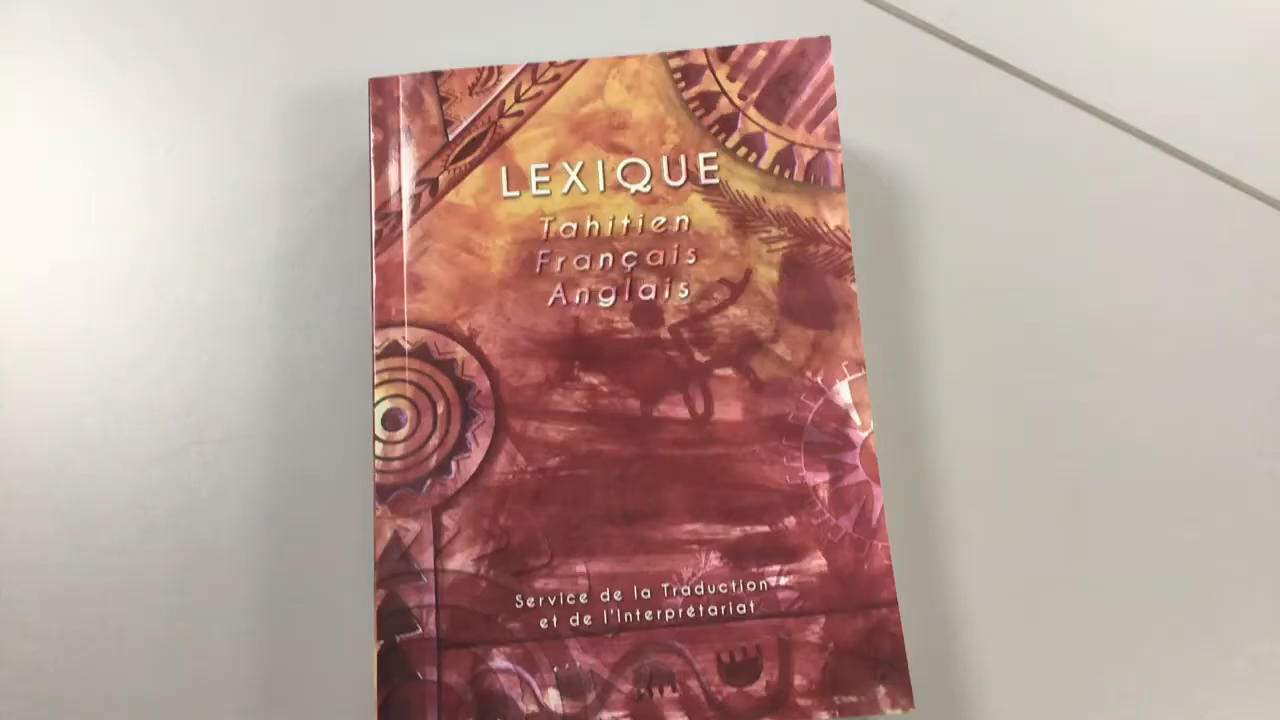 LEXIQUE
Tahitien
Français
Anglais
Service de la Traduction
et de l'Interprétariat